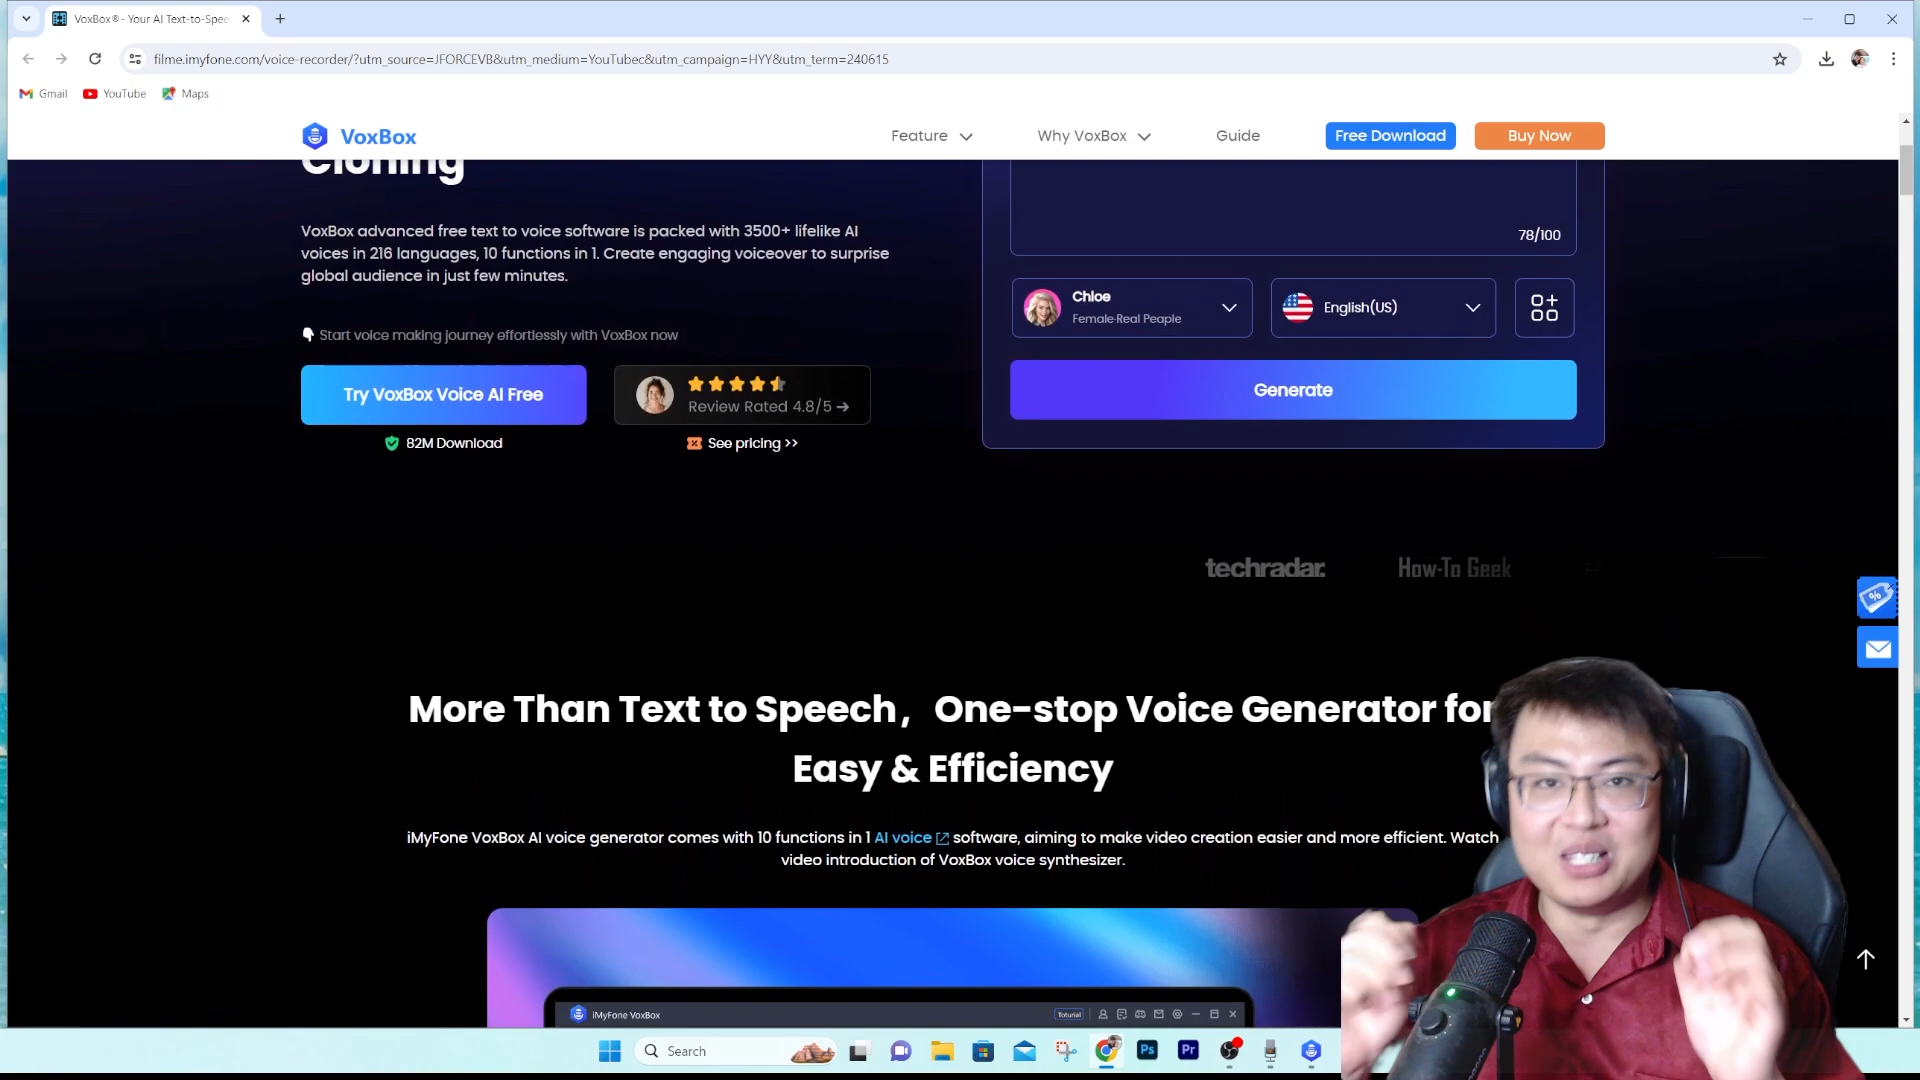 VoxBox® - Your AI Text-to-Spee
filme.imyfone.com/voice-recorder/?utm_source=JFORCEVB&utm_medium=YouTubec&utm_campaign=HYY&utm_term=240615
Gmail YouTube Maps
VoxBox Feature Why VoxBox Guide Free Download Buy Now
Cloning
VoxBox advanced free text to voice software is packed with 3500+ lifelike AI
voices in 216 languages, 10 functions in 1. Create engaging voiceover to surprise
global audience in just few minutes.
Start voice making journey effortlessly with VoxBox now
Try VoxBox Voice AI Free
Review Rated 4.8/5
82M Download
See pricing >>
78/100
Chloe
Female·Real Peaple
English(US)
Generate
techradar. How-To Geek
More Than Text to Speech，One-stop Voice Generator for
Easy & Efficiency
iMyFone VoxBox AI voice generator comes with 10 functions in 1 AI voice software, aiming to make video creation easier and more efficient. Watch
video introduction of VoxBox voice synthesizer.
iMyFone VoxBox Toturial
Search
Ps Pr